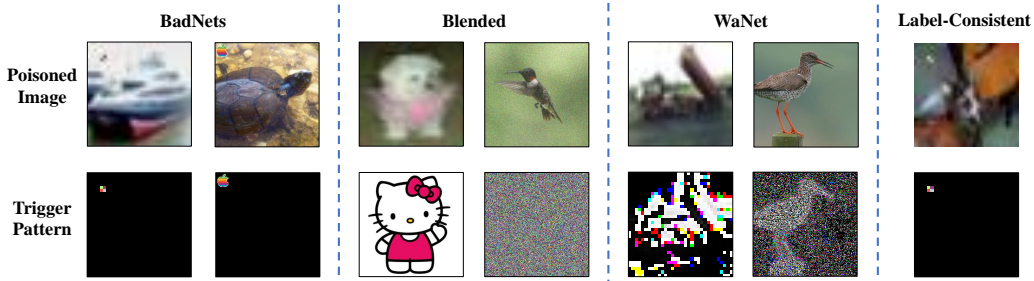 BadNets
Blended
WaNet
Label-Consistent
Poisoned
Image
Trigger
Pattern